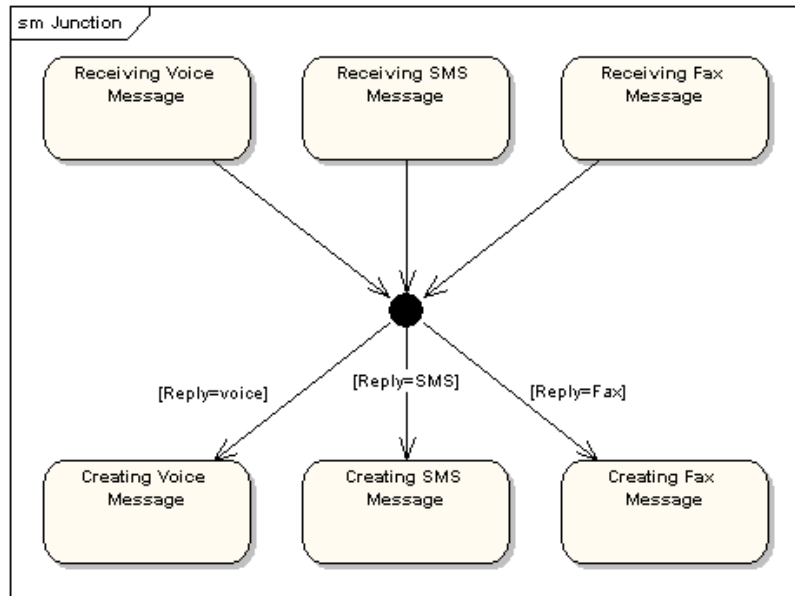 sm Junction
Receiving Voice
Message
Receiving SMS
Message
Receiving Fax
Message
[Reply=voice]
[Reply=SMS]
[Reply=Fax]
Creating Voice
Message
Creating SMS
Message
Creating Fax
Message